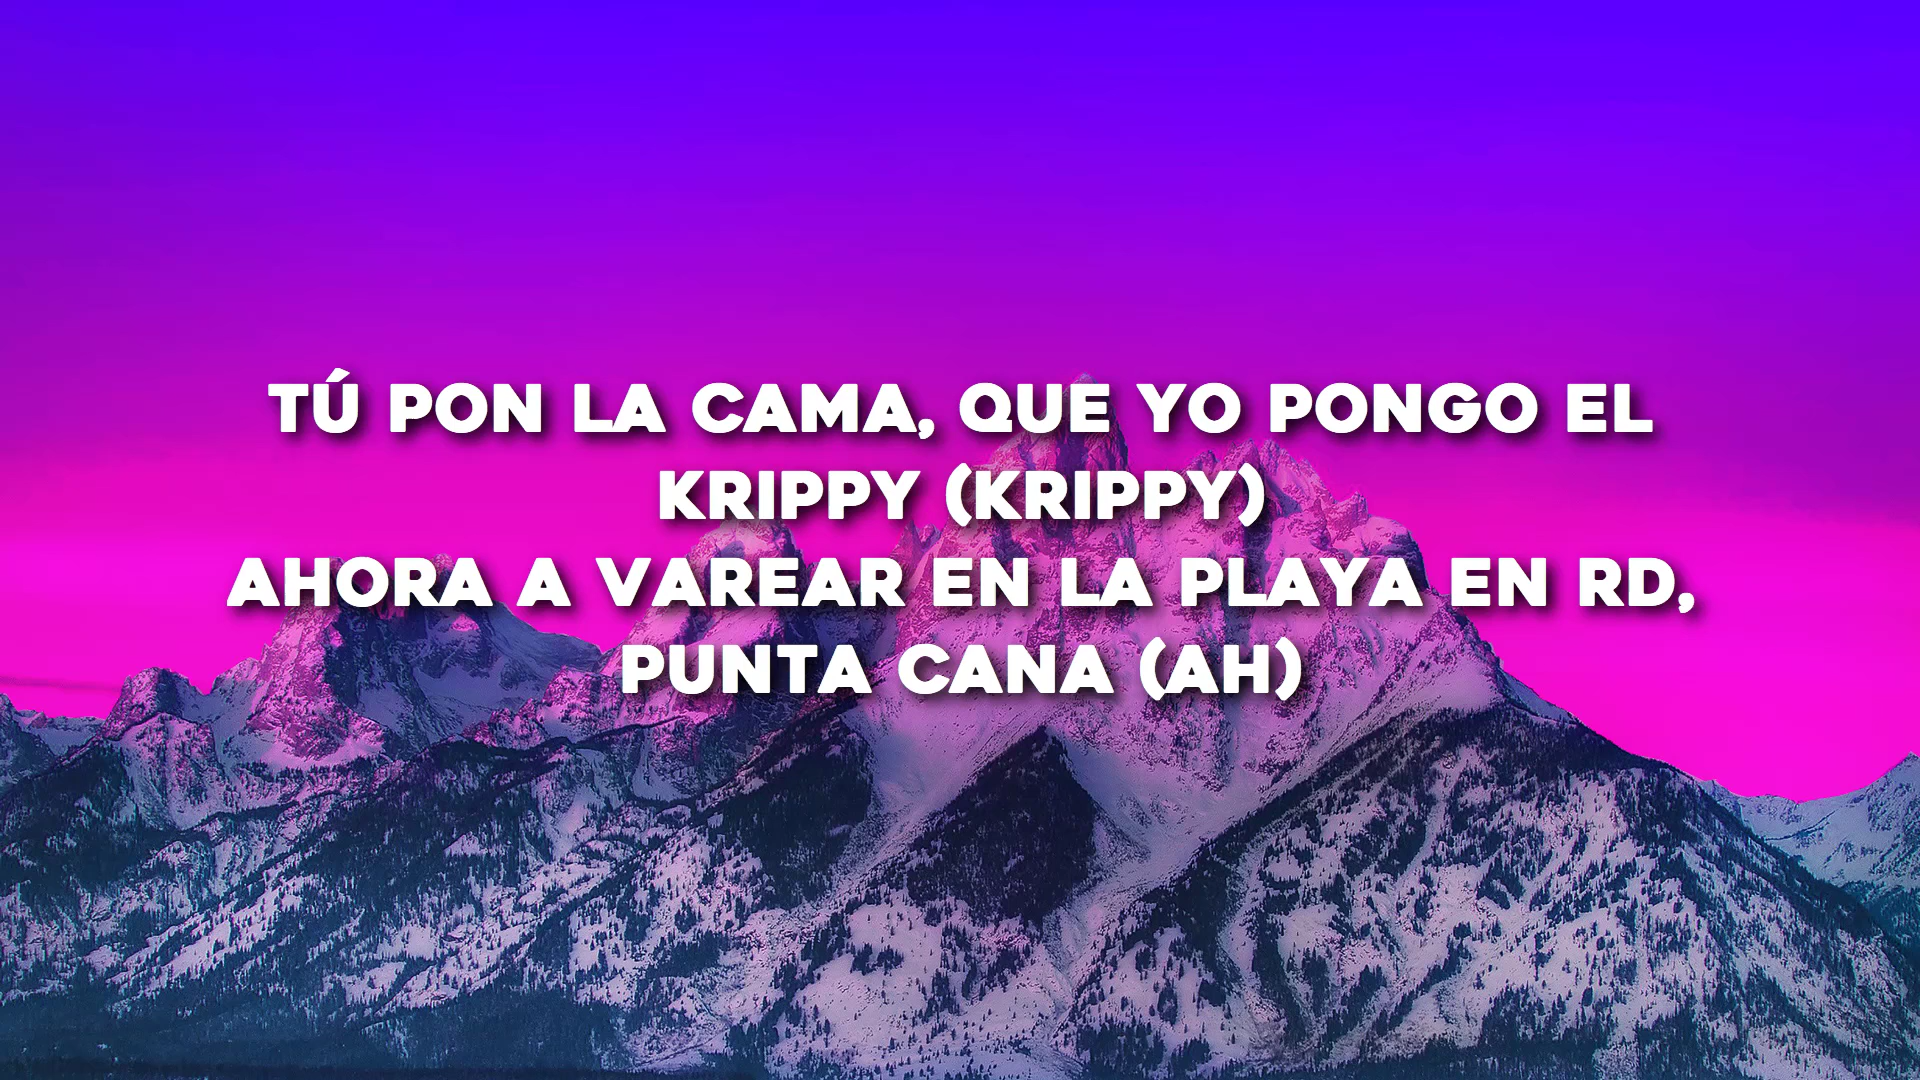 TÚ PON LA CAMA, QUE YO PONGO EL
KRIPPY (KRIPPY)
AHORA A VAREAR EN LA PLAYA EN RD,
PUNTA CANA (AH)